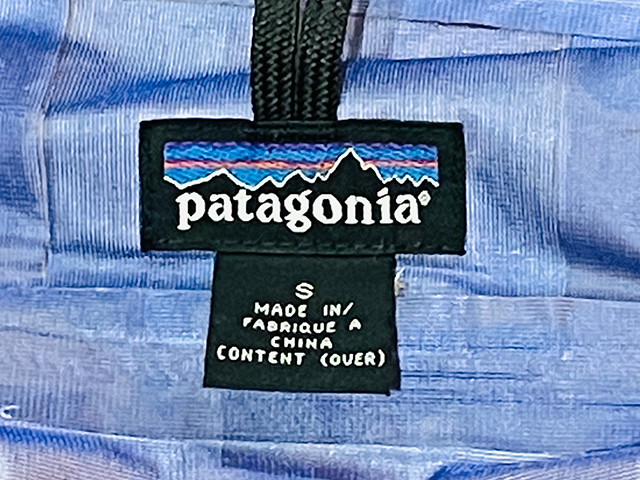 patagonia®
S
MADE IN/
FABRIQUE A
CHINA
CONTENT (OVER)